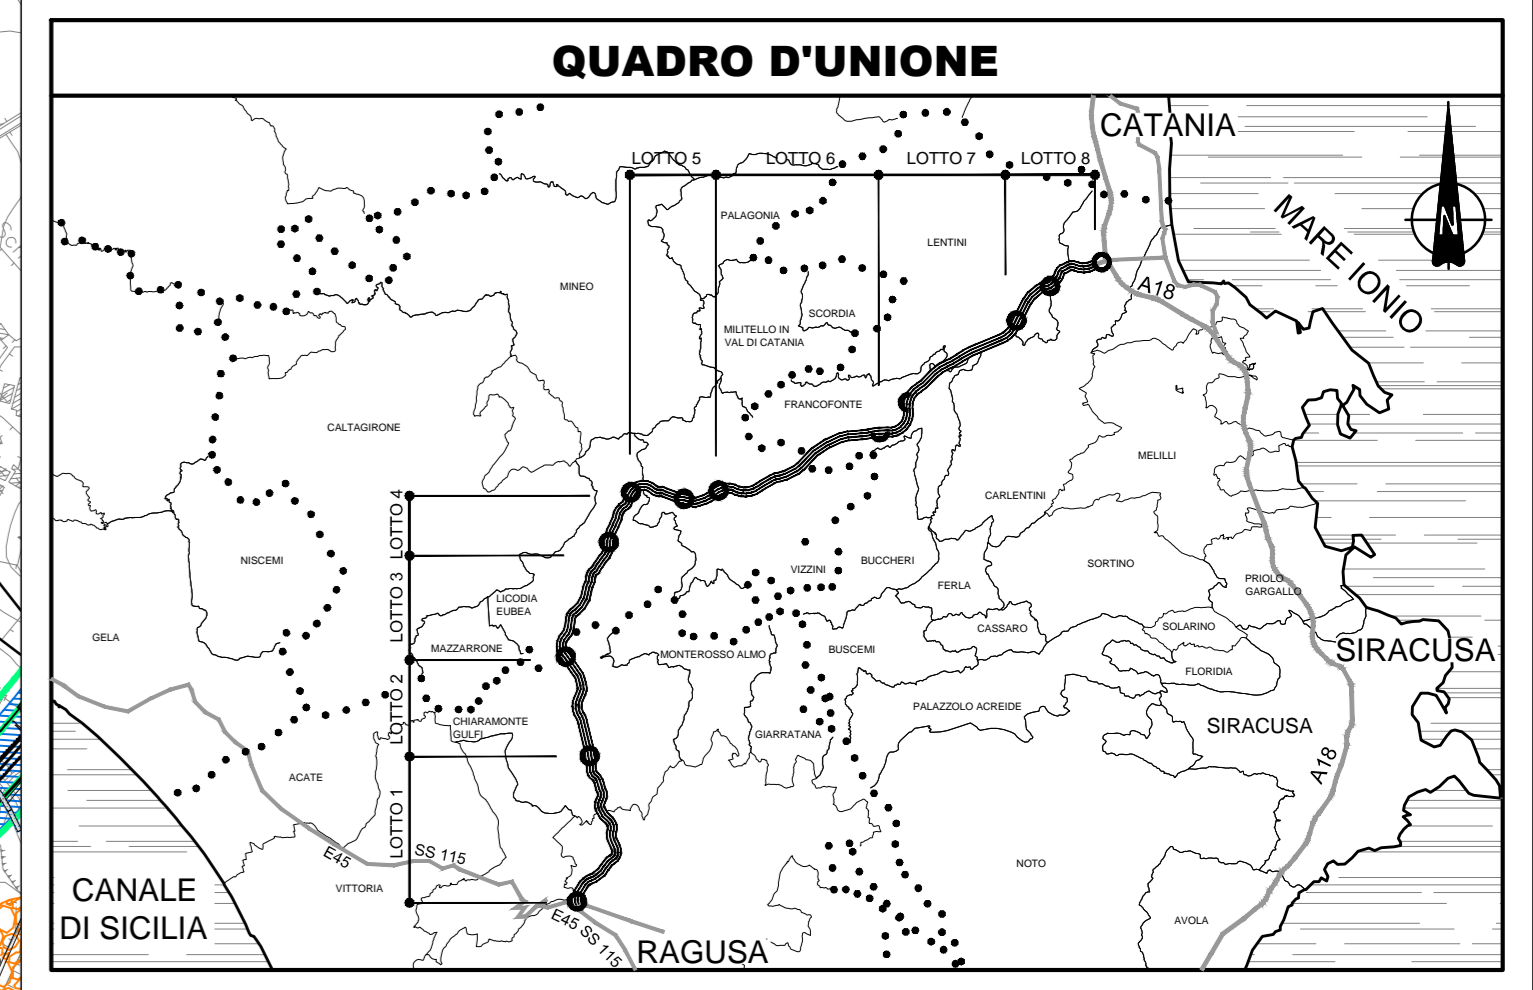 QUADRO D'UNIONE
CATANIA
LOTTO 5
LOTTO 6
LOTTO 7
LOTTO 8
PALAGONIA
LENTINI
N
MARE IONIO
MINEO
A18
SCORDIA
MILITELLO IN
VAL DI CATANIA
FRANCOFONTE
CALTAGIRONE
MELILLI
CARLENTINI
LOTTO 4
NISCEMI
VIZZINI
BUCCHERI
SORTINO
FERLA
PRIOLO
GARGALLO
LOTTO 3
LICODIA
EUBEA
GELA
CASSARO
SOLARINO
MAZZARRONE
MONTEROSSO ALMO
BUSCEMI
SIRACUSA
FLORIDIA
LOTTO 2
CHIARAMONTE
GULFI
PALAZZOLO ACREIDE
GIARRATANA
SIRACUSA
A18
ACATE
LOTTO 1
E45
SS 115
VITTORIA
NOTO
CANALE
DI SICILIA
E45 SS 115
RAGUSA
AVOLA